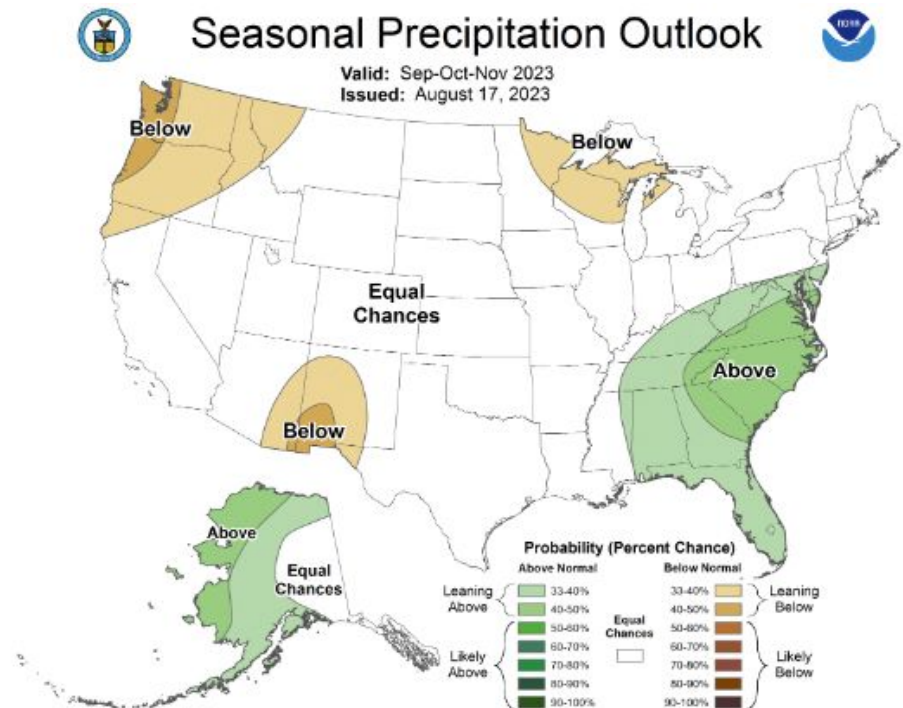 Seasonal Precipitation Outlook
noaa
Valid: Sep-Oct-Nov 2023
Issued: August 17, 2023
Below
Below
Equal
Chances
Above
Below
Above
Equal
Chances
Probability (Percent Chance)
Above Normal
Below Normal
Leaning
Above
33-40%
40-50%
50-60%
60-70%
70-80%
80-90%
90-100%
Likely
Above
Equal
Chances
33-40%
40-50%
50-60%
60-70%
70-80%
80-90%
90-100%
Leaning
Below
Likely
Below